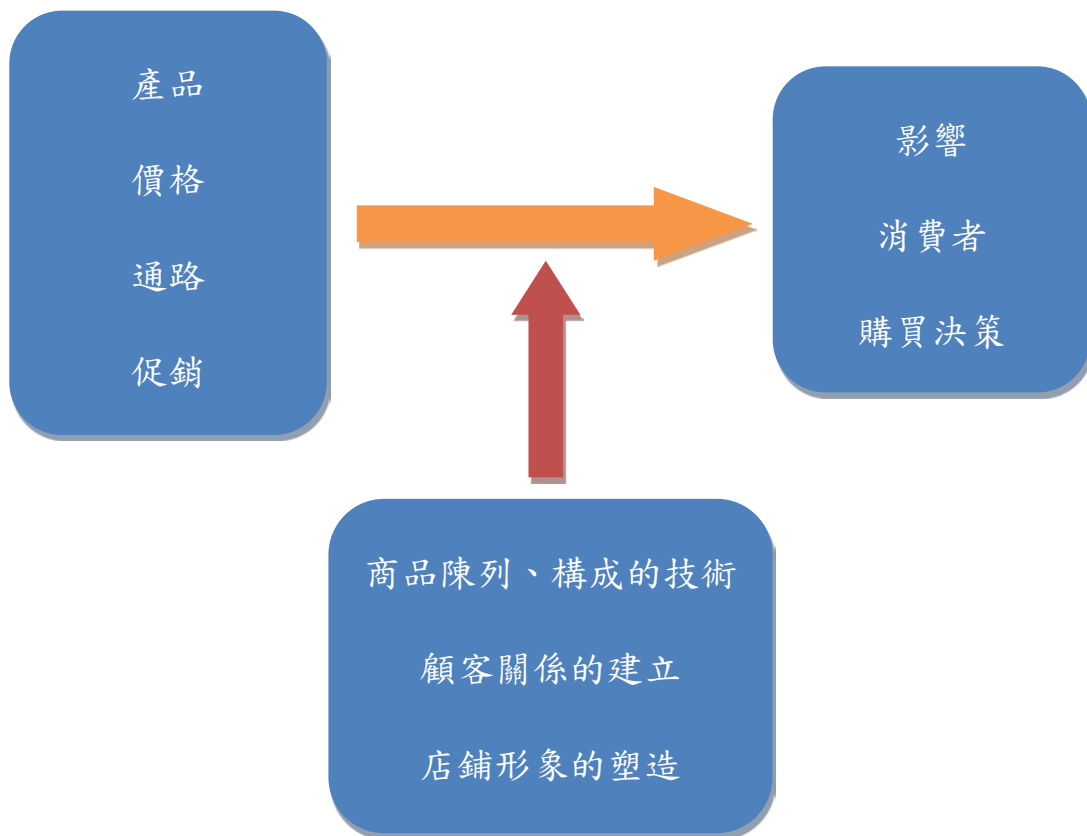 產品
價格
通路
促銷
影響
消費者
購買決策
商品陳列、構成的技術
顧客關係的建立
店鋪形象的塑造